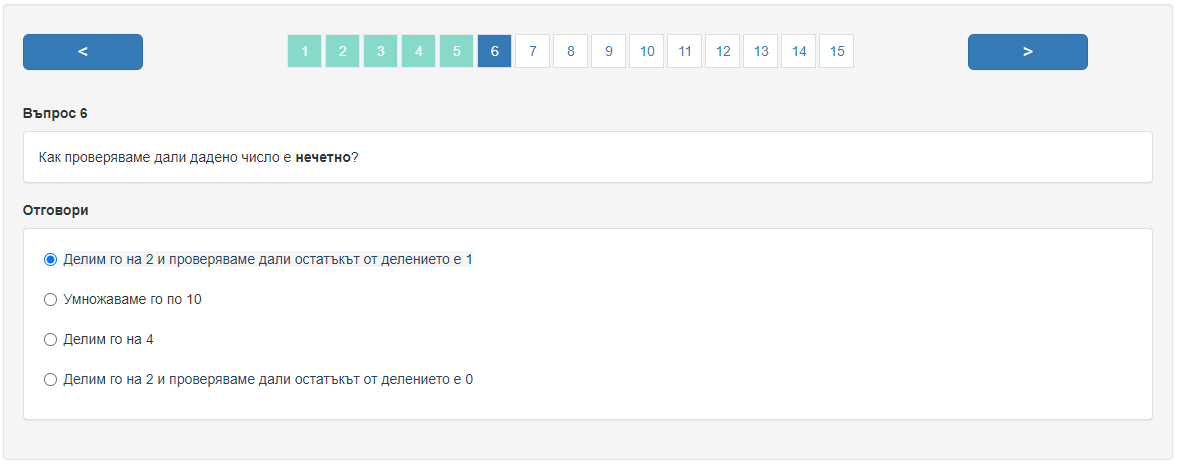 < 1 2 3 4 5 6 7 8 9 10 11 12 13 14 15 >
Въпрос 6
Как проверяваме дали дадено число е нечетно?
Отговори
Делим го на 2 и проверяваме дали остатъкът от делението е 1
Умножаваме го по 10
Делим го на 4
Делим го на 2 и проверяваме дали остатъкът от делението е 0